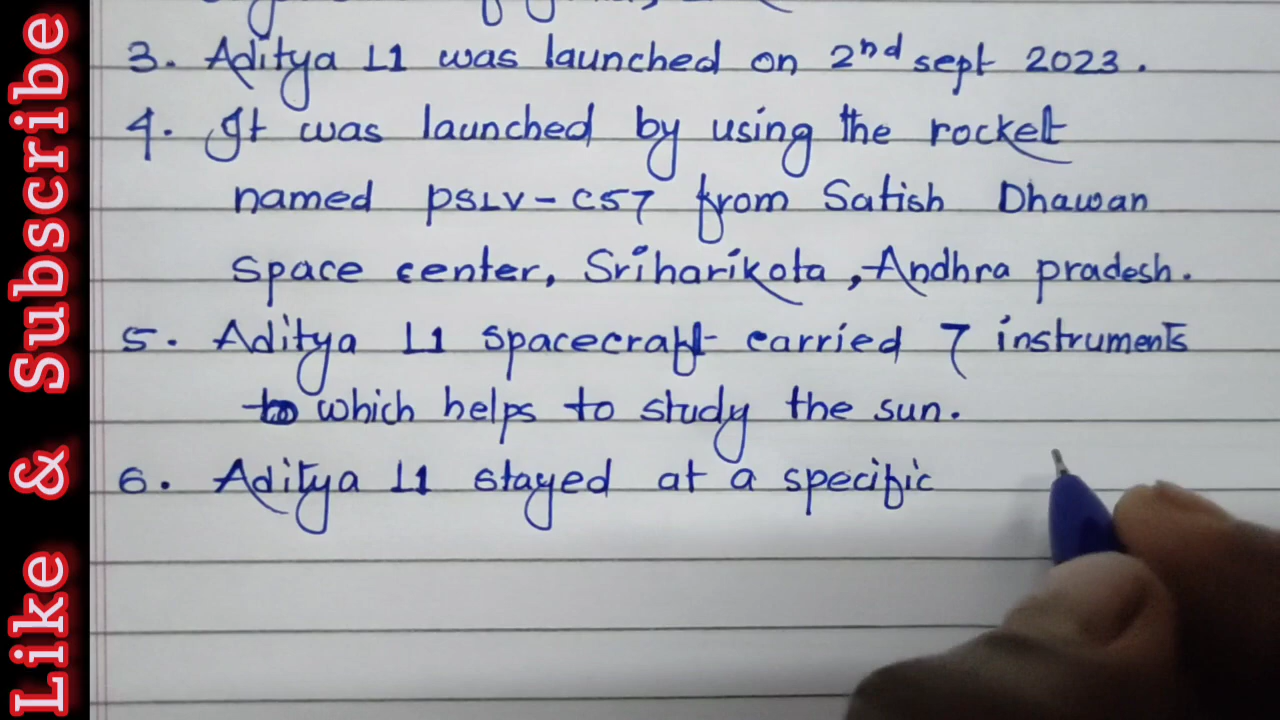 3. Aditya L1 was launched on 2nd sept 2023.
4. It was launched by using the rocket
named PSLV-C57 from Satish Dhawan
space center, Sriharikota, Andhra pradesh.
5. Aditya L1 spacecraft carried 7 instruments
which helps to study the sun.
6. Aditya L1 stayed at a specific
Like & Subscribe